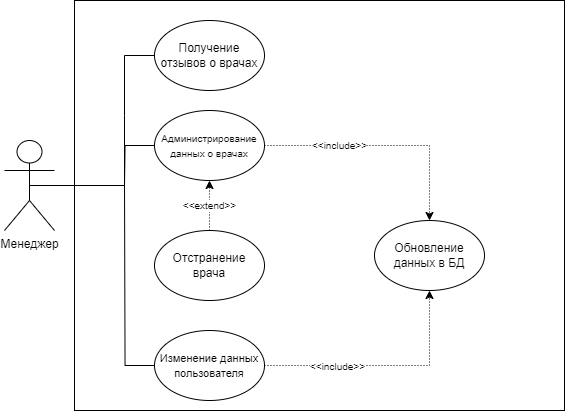 Получение
отзывов о врачах
Администрирование
данных о врачах
<<include>>
<<extend>>
Менеджер
Отстранение
врача
Обновление
данных в БД
Изменение данных
пользователя
<<include>>